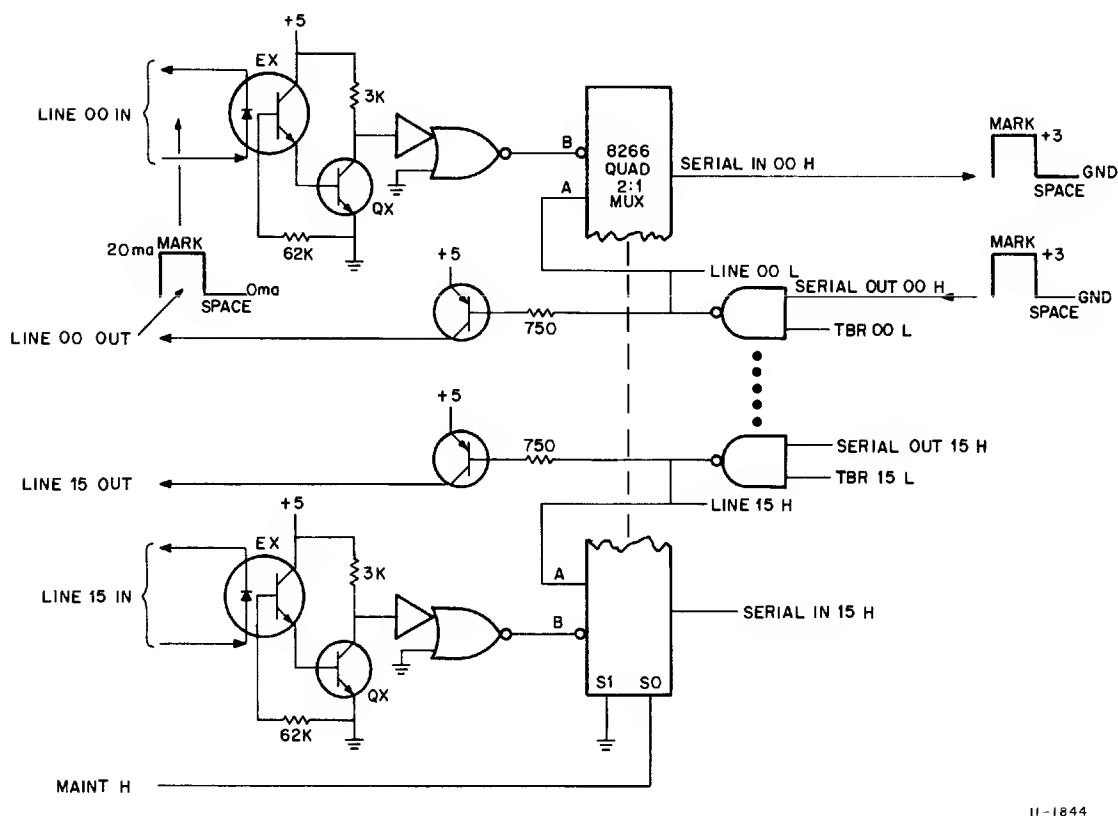 +5
EX
3K
LINE 00 IN
QX
62K
B
A
8266
QUAD
2:1
MUX
SERIAL IN 00 H
MARK
+3
GND
SPACE
20ma
MARK
0ma
SPACE
LINE 00 OUT
+5
750
LINE 00 L
SERIAL OUT 00 H
TBR 00 L
MARK
+3
GND
SPACE
+5
750
SERIAL OUT 15 H
TBR 15 L
LINE 15 OUT
LINE 15 H
+5
EX
3K
LINE 15 IN
QX
62K
A
B
SERIAL IN 15 H
S1 S0
MAINT H
11-1844